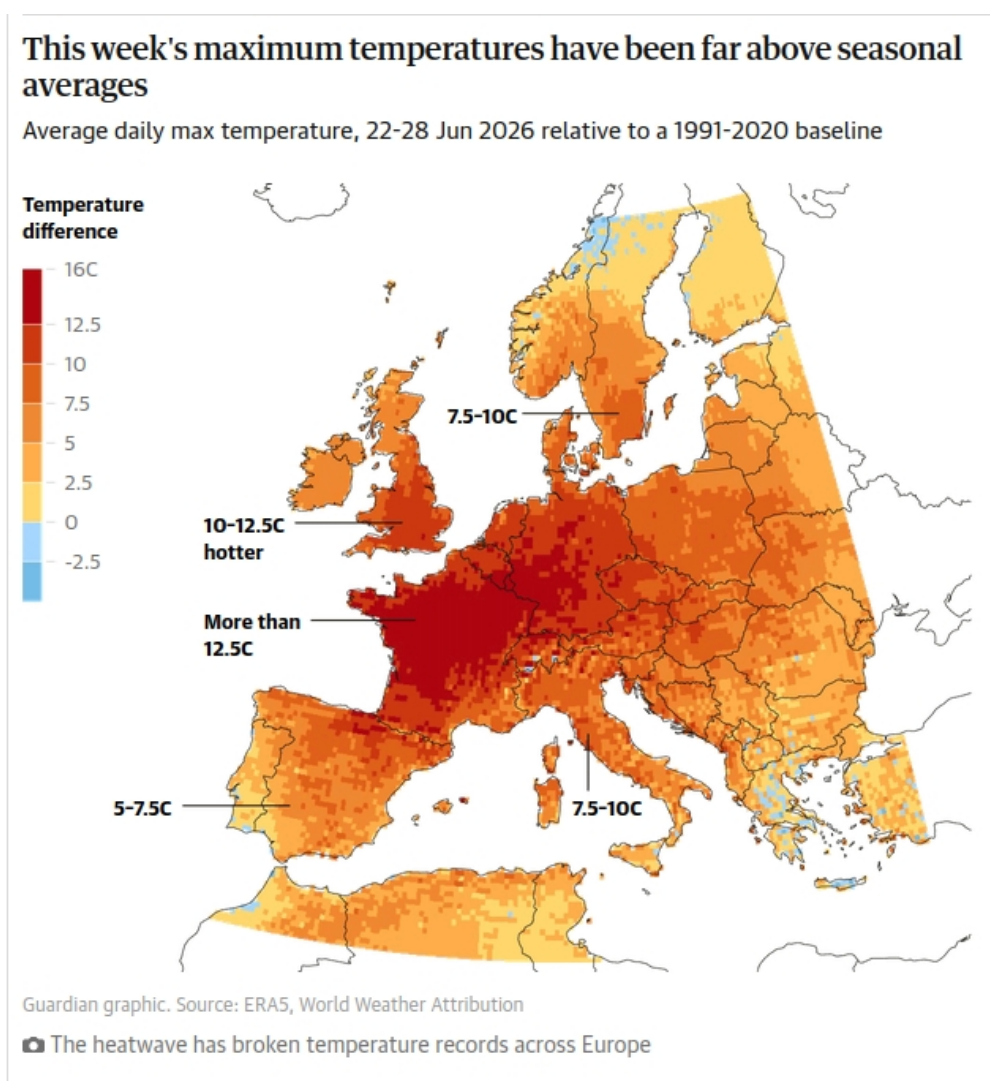 This week's maximum temperatures have been far above seasonal
averages
Average daily max temperature, 22-28 Jun 2026 relative to a 1991-2020 baseline
Temperature
difference
16C
12.5
10
7.5
5
2.5
0
-2.5
7.5-10C
10-12.5C
hotter
More than
12.5C
5-7.5C
7.5-10C
Guardian graphic. Source: ERA5, World Weather Attribution
The heatwave has broken temperature records across Europe